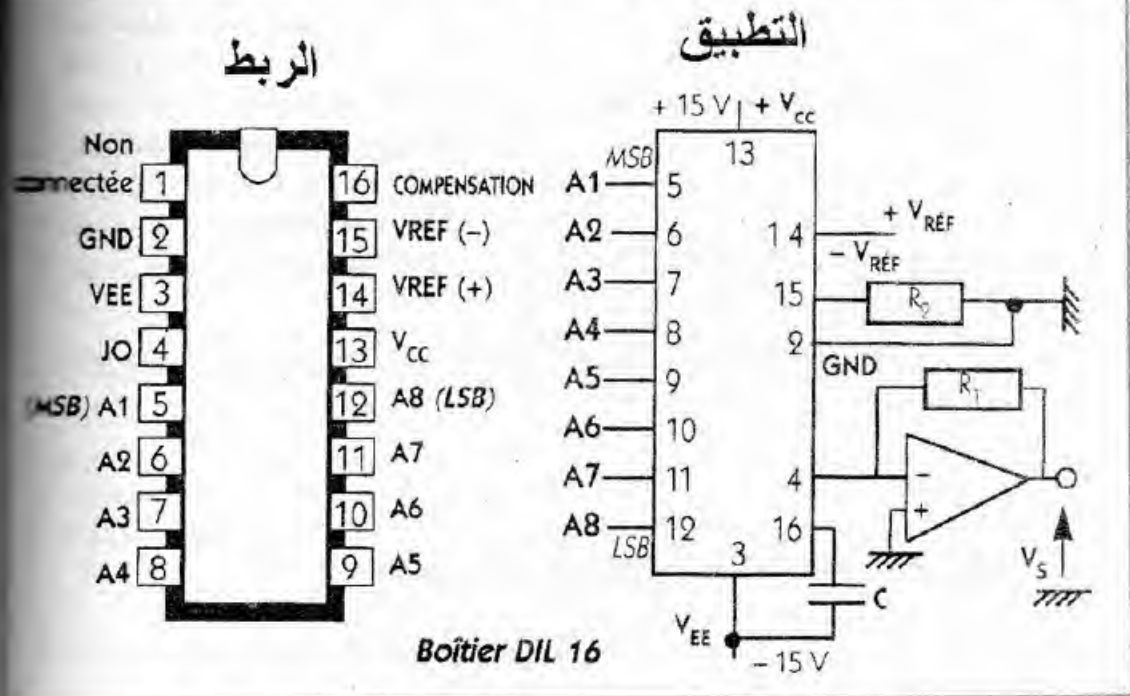 الربط
Non
1
GND 2
VEE 3
JO 4
(MSB) A1 5
A2 6
A3 7
A4 8
16 COMPENSATION
15 VREF (–)
14 VREF (+)
13 Vcc
12 A8 (LSB)
11 A7
10 A6
9 A5
Boîtier DIL 16
التطبيق
+ 15 V + Vcc
13
MSB
A1 5
A2 6
A3 7
A4 8
A5 9
A6 10
A7 11
A8 12
LSB
14 + VRÉF
– VRÉF
15 R2
2
GND
R1
4
–
+
16
3
C
VS
VEE
– 15 V